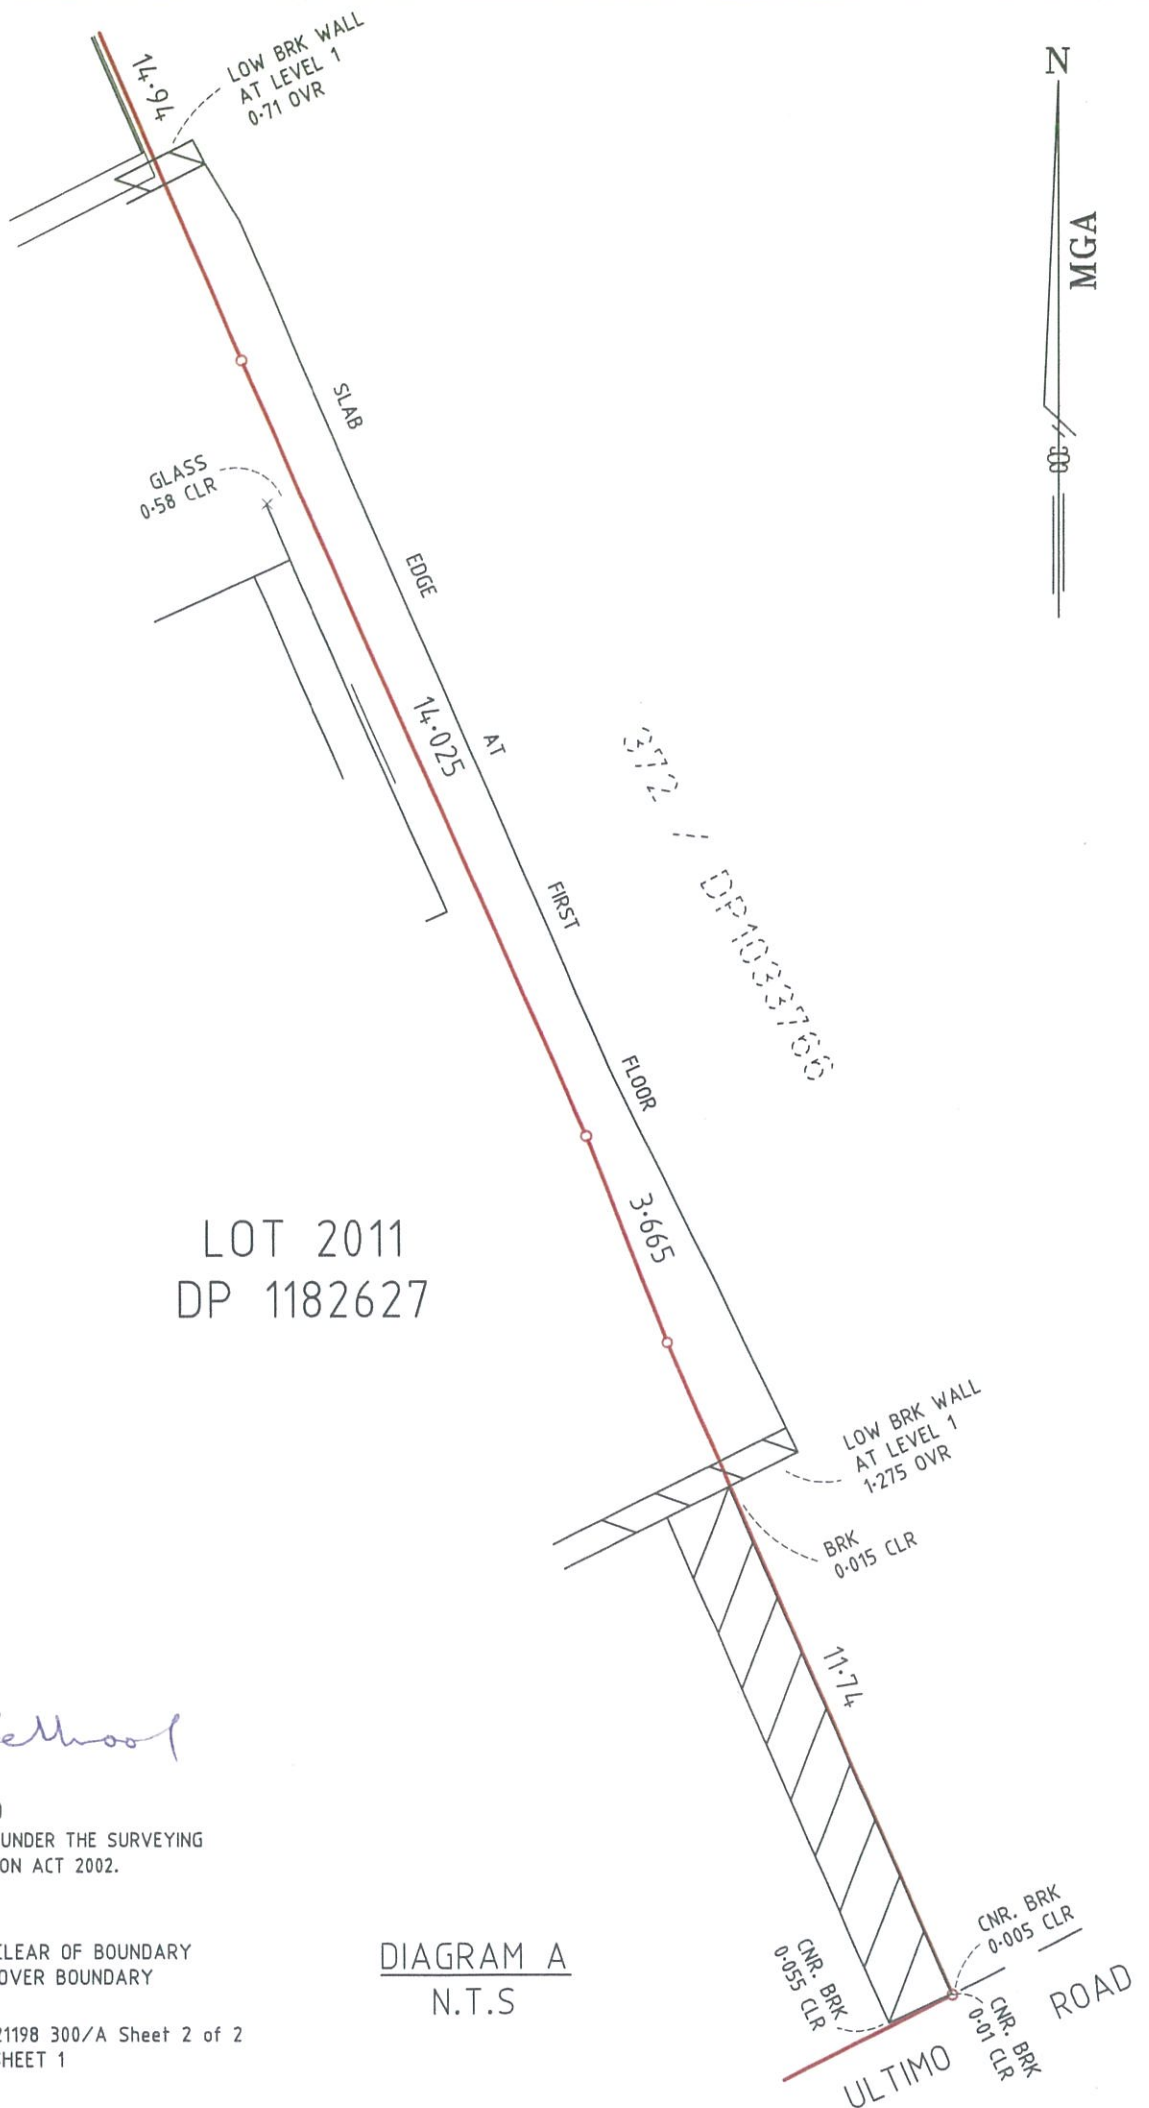 14.94
LOW BRK WALL
AT LEVEL 1
0.71 OVR
N
MGA
SLAB
GLASS
0.58 CLR
EDGE
14.025
AT
372 / DP1033766
FIRST
FLOOR
3.665
LOT 2011
DP 1182627
LOW BRK WALL
AT LEVEL 1
1.275 OVR
BRK
0.015 CLR
11.74
UNDER THE SURVEYING
ON ACT 2002.
CLEAR OF BOUNDARY
OVER BOUNDARY
21198 300/A Sheet 2 of 2
SHEET 1
DIAGRAM A
N.T.S
CNR. BRK
0.005 CLR
CNR. BRK
0.055 CLR
CNR. BRK
0.01 CLR
ULTIMO ROAD